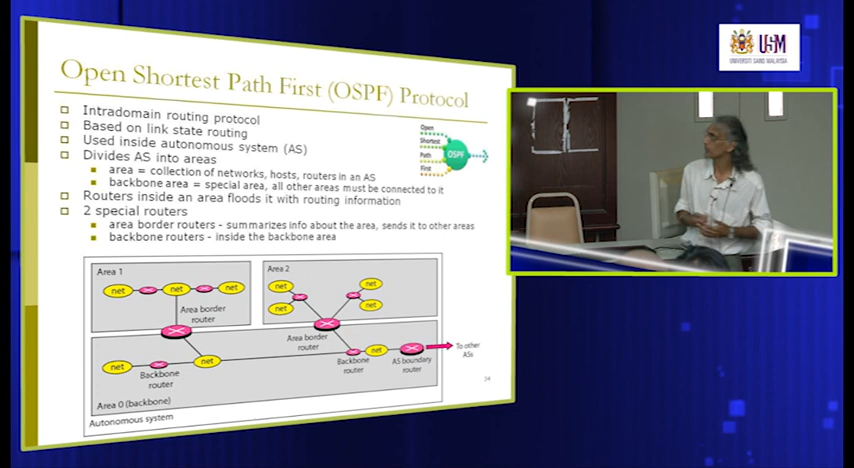 Open Shortest Path First (OSPF) Protocol
Intradomain routing protocol
Based on link state routing
Used inside autonomous system (AS)
Divides AS into areas
area = collection of networks, hosts, routers in an AS
backbone area = special area, all other areas must be connected to it
Routers inside an area floods it with routing information
2 special routers
area border routers - summarizes info about the area, sends it to other areas
backbone routers - inside the backbone area
Open
Shortest
Path
First
OSPF
Area 1
net
net
net
Area border
router
Area 2
net
net
net
net
Area border
router
net
Backbone
router
net
Backbone
router
net
AS boundary
router
To other
ASs
Area 0 (backbone)
Autonomous system
34
USM
UNIVERSITI SAINS MALAYSIA